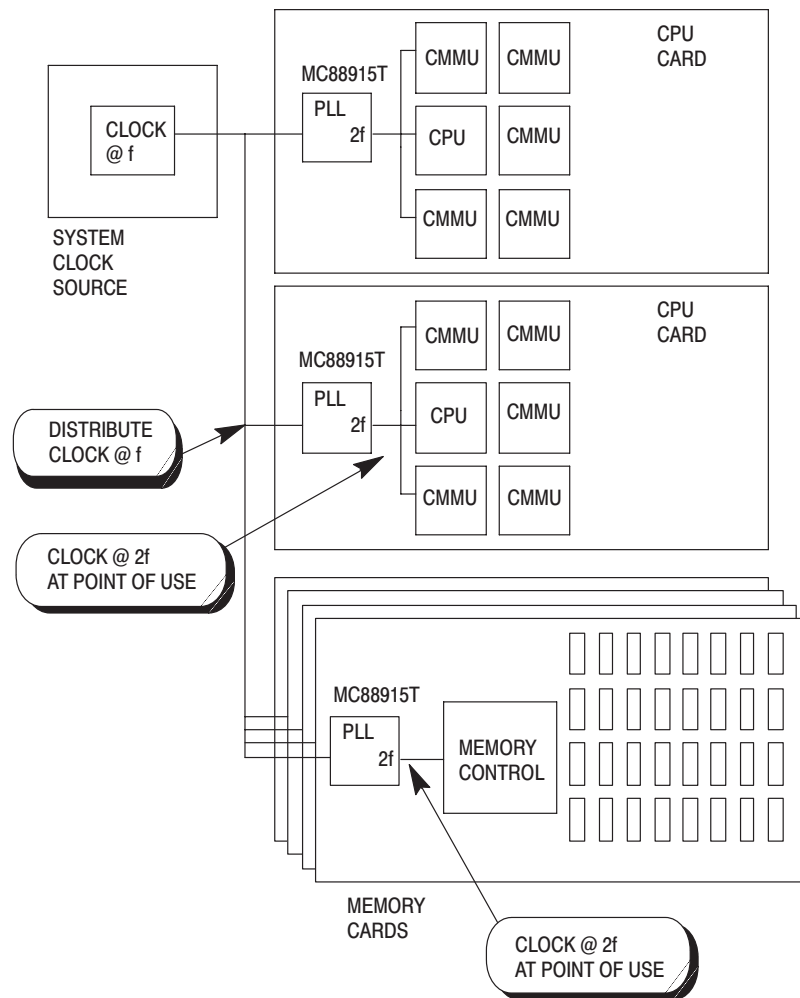 CPU
CARD
CMMU
CMMU
MC88915T
PLL
2f
CLOCK
@ f
CPU
CMMU
CMMU
CMMU
SYSTEM
CLOCK
SOURCE
CPU
CARD
CMMU
CMMU
MC88915T
PLL
2f
CPU
CMMU
DISTRIBUTE
CLOCK @ f
CMMU
CMMU
CLOCK @ 2f
AT POINT OF USE
MC88915T
PLL
2f
MEMORY
CONTROL
MEMORY
CARDS
CLOCK @ 2f
AT POINT OF USE